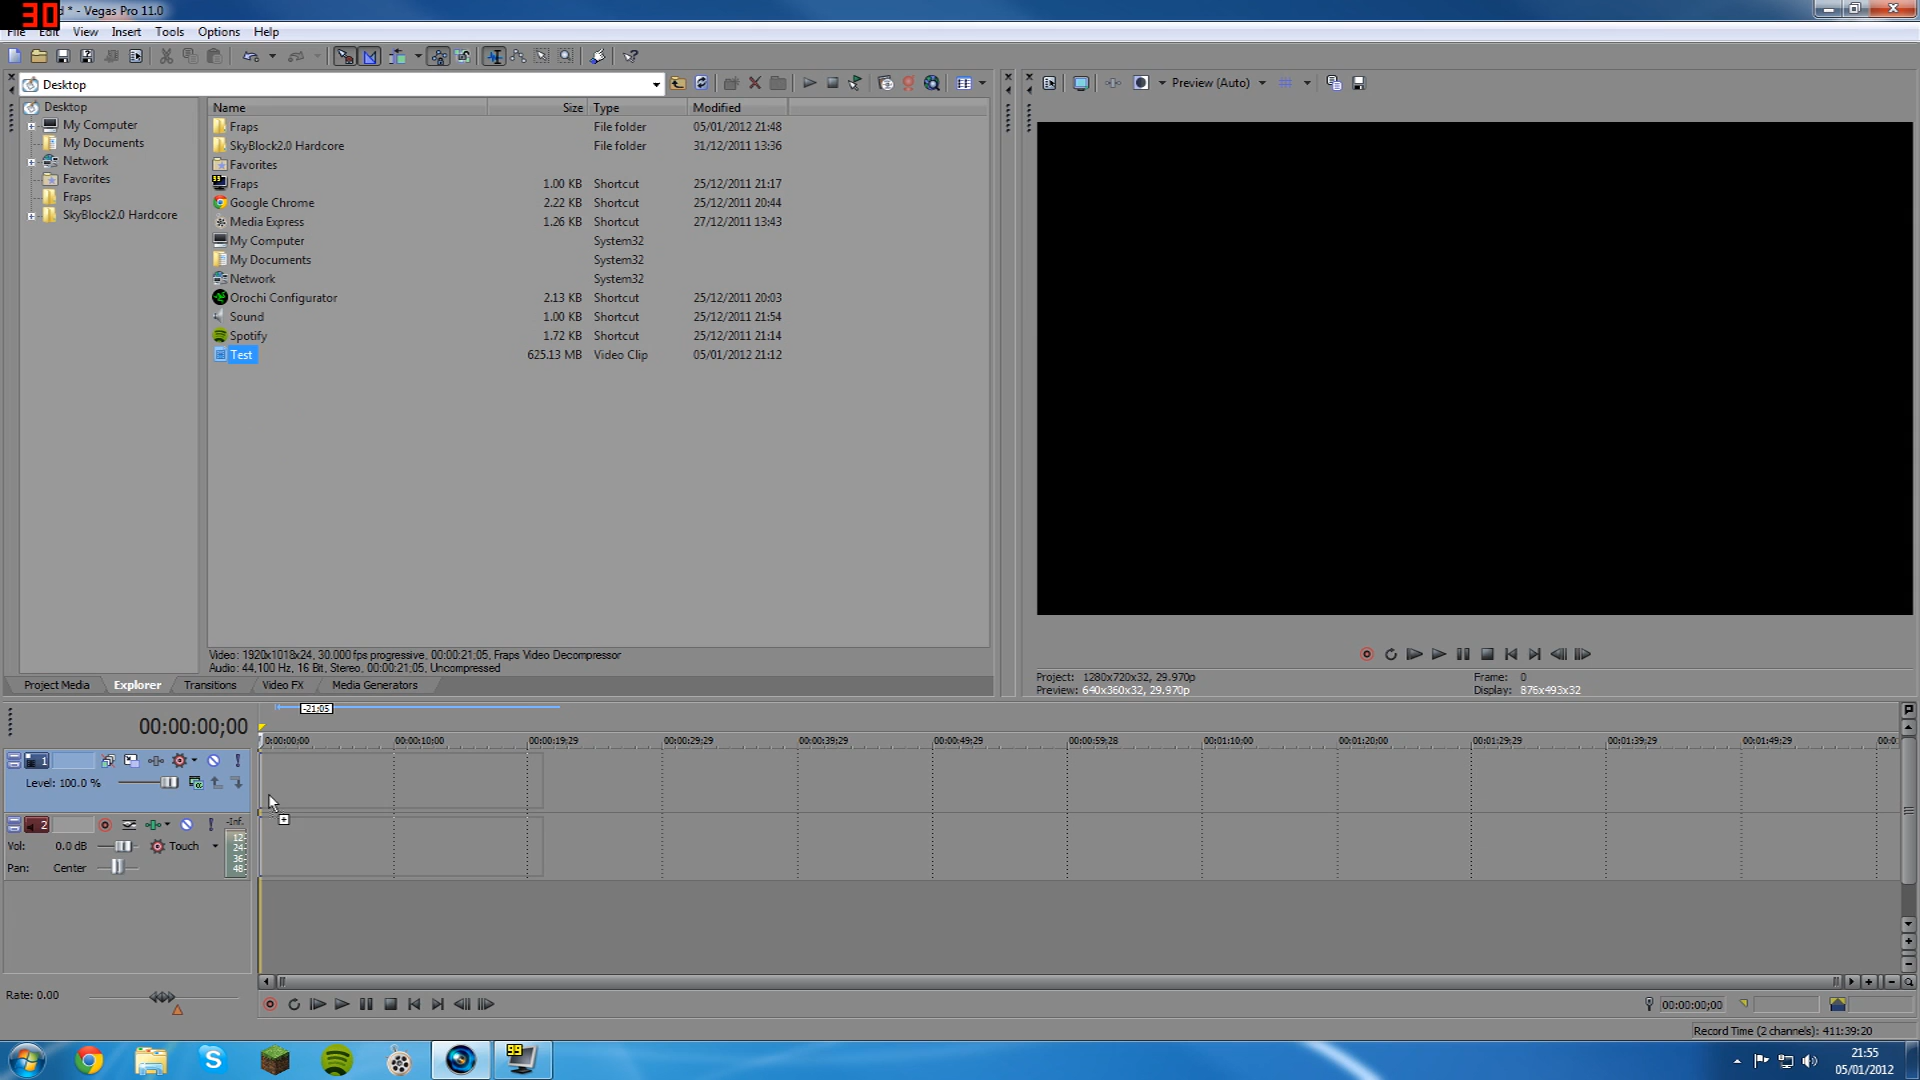 30
d * - Vegas Pro 11.0
File Edit View Insert Tools Options Help
Desktop
Preview (Auto)
Desktop
My Computer
My Documents
Network
Favorites
Fraps
SkyBlock2.0 Hardcore
Name Size Type Modified
Fraps File folder 05/01/2012 21:48
SkyBlock2.0 Hardcore File folder 31/12/2011 13:36
Favorites
Fraps 1.00 KB Shortcut 25/12/2011 21:17
Google Chrome 2.22 KB Shortcut 25/12/2011 20:44
Media Express 1.26 KB Shortcut 27/12/2011 13:43
My Computer System32
My Documents System32
Network System32
Orochi Configurator 2.13 KB Shortcut 25/12/2011 20:03
Sound 1.00 KB Shortcut 25/12/2011 21:54
Spotify 1.72 KB Shortcut 25/12/2011 21:14
Test 625.13 MB Video Clip 05/01/2012 21:12
Video: 1920x1018x24, 30.000 fps progressive, 00:00:21;05, Fraps Video Decompressor
Audio: 44,100 Hz, 16 Bit, Stereo, 00:00:21;05, Uncompressed
Project Media Explorer Transitions Video FX Media Generators
Project: 1280x720x32, 29.970p Frame: 0
Preview: 640x360x32, 29.970p Display: 876x493x32
-21:05
00:00:00;00
0:00:00;00 00:00:10;00 00:00:19;29 00:00:29;29 00:00:39;29 00:00:49;29 00:00:59;28 00:01:10;00 00:01:20;00 00:01:29;29 00:01:39;29 00:01:49;29 00:0
1
Level: 100.0 %
2 -Inf.
Vol: 0.0 dB Touch
Pan: Center
12-
24-
36-
48-
Rate: 0.00
00:00:00;00
Record Time (2 channels): 411:39:20
99
21:55
05/01/2012